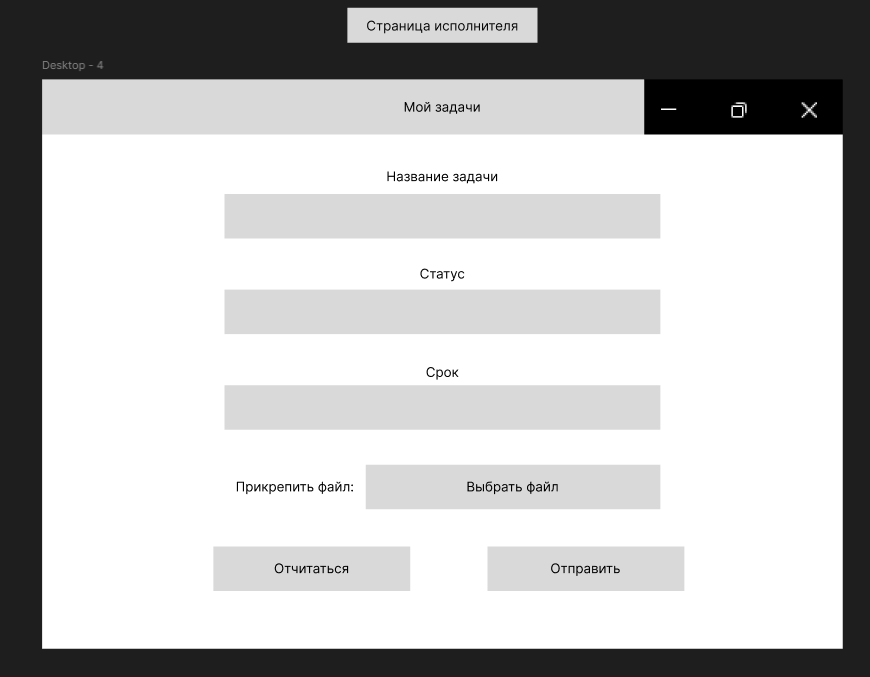 Страница исполнителя
Desktop - 4
Мой задачи
Название задачи
Статус
Срок
Прикрепить файл:
Выбрать файл
Отчитаться
Отправить